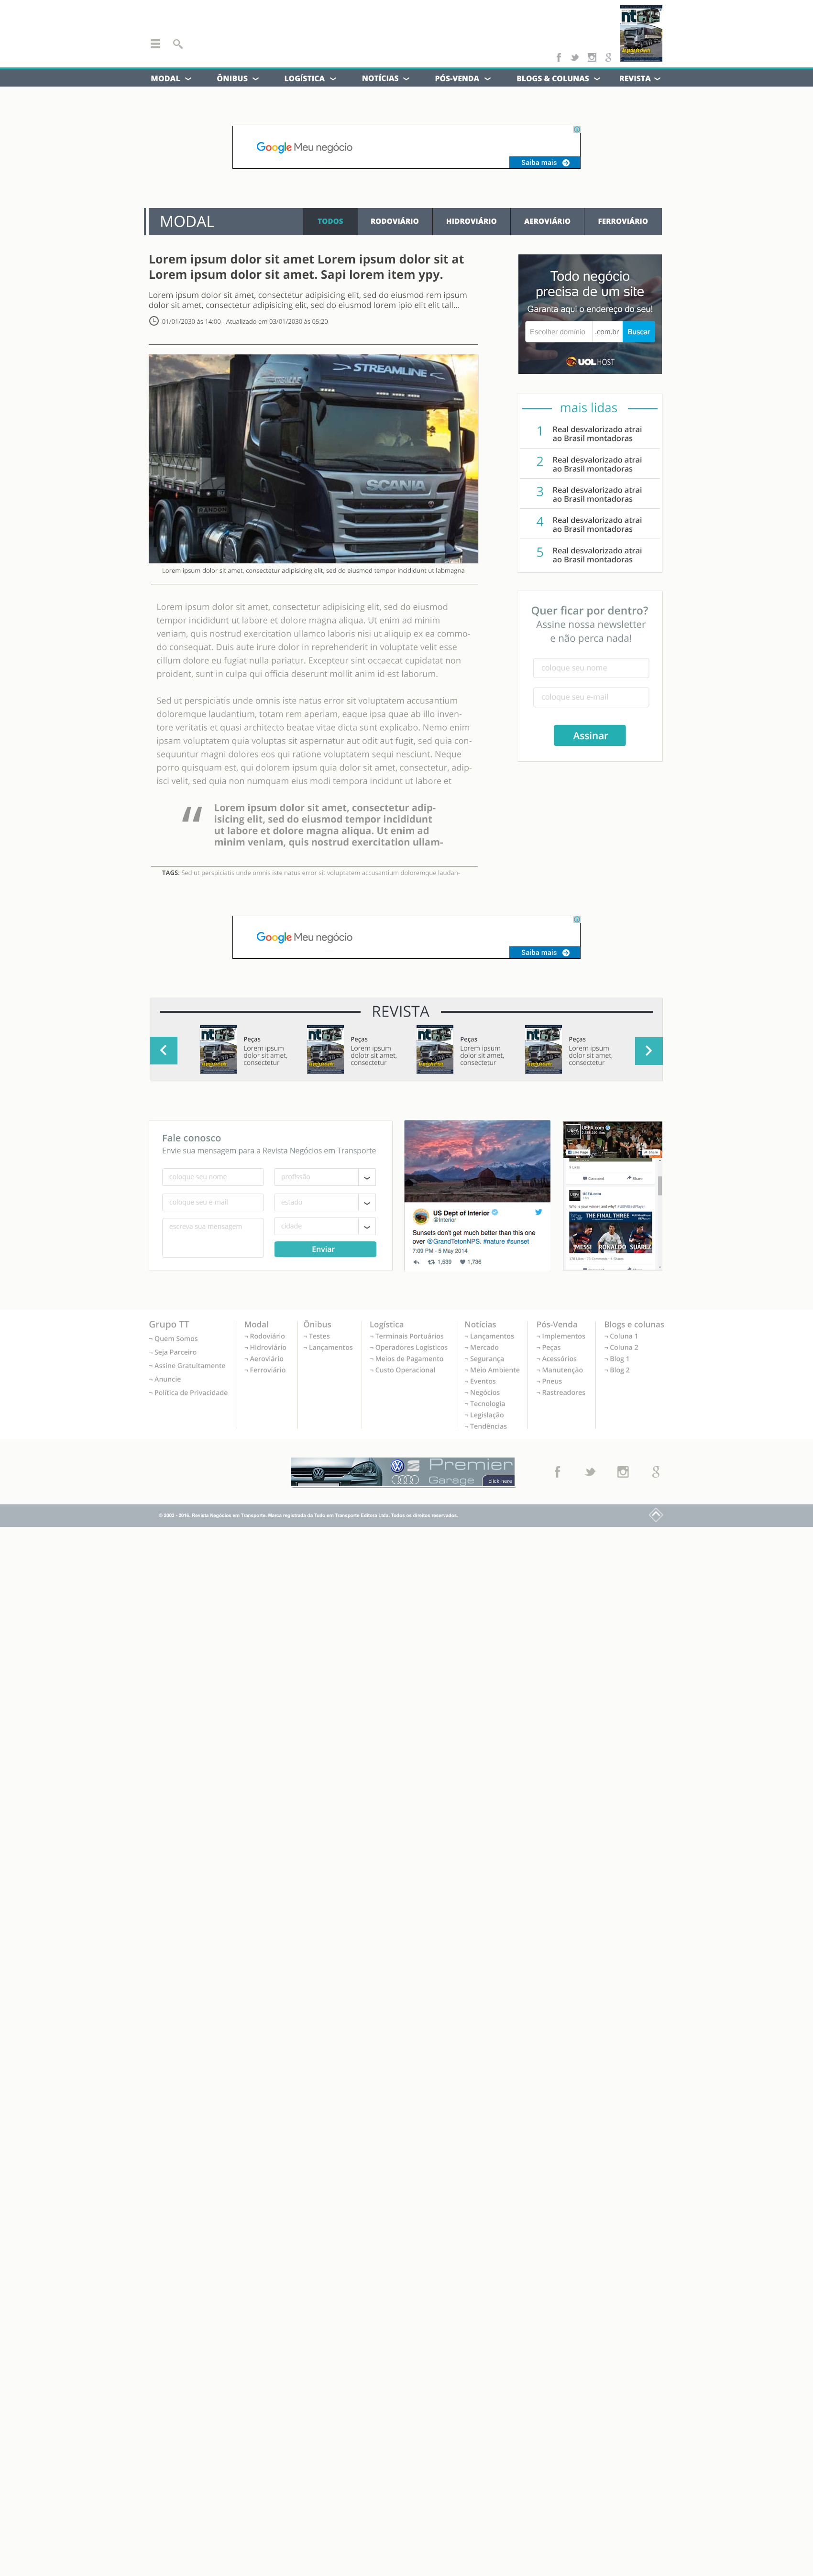 nt
MODAL
ÔNIBUS
LOGÍSTICA
NOTÍCIAS
PÓS-VENDA
BLOGS & COLUNAS
REVISTA
Google Meu negócio
Saiba mais
MODAL
TODOS
RODOVIÁRIO
HIDROVIÁRIO
AEROVIÁRIO
FERROVIÁRIO
Lorem ipsum dolor sit amet Lorem ipsum dolor sit at
Lorem ipsum dolor sit amet. Sapi lorem item ypy.
Lorem ipsum dolor sit amet, consectetur adipisicing elit, sed do eiusmod rem ipsum
dolor sit amet, consectetur adipisicing elit, sed do eiusmod lorem ipio elit elit tall...
01/01/2030 às 14:00 - Atualizado em 03/01/2030 às 05:20
STREAMLINE
SCANIA
Lorem ipsum dolor sit amet, consectetur adipisicing elit, sed do eiusmod tempor incididunt ut labmagna
Lorem ipsum dolor sit amet, consectetur adipisicing elit, sed do eiusmod
tempor incididunt ut labore et dolore magna aliqua. Ut enim ad minim
veniam, quis nostrud exercitation ullamco laboris nisi ut aliquip ex ea commo-
do consequat. Duis aute irure dolor in reprehenderit in voluptate velit esse
cillum dolore eu fugiat nulla pariatur. Excepteur sint occaecat cupidatat non
proident, sunt in culpa qui officia deserunt mollit anim id est laborum.
Sed ut perspiciatis unde omnis iste natus error sit voluptatem accusantium
doloremque laudantium, totam rem aperiam, eaque ipsa quae ab illo inven-
tore veritatis et quasi architecto beatae vitae dicta sunt explicabo. Nemo enim
ipsam voluptatem quia voluptas sit aspernatur aut odit aut fugit, sed quia con-
sequuntur magni dolores eos qui ratione voluptatem sequi nesciunt. Neque
porro quisquam est, qui dolorem ipsum quia dolor sit amet, consectetur, adip-
isci velit, sed quia non numquam eius modi tempora incidunt ut labore et
“ Lorem ipsum dolor sit amet, consectetur adip-
isicing elit, sed do eiusmod tempor incididunt
ut labore et dolore magna aliqua. Ut enim ad
minim veniam, quis nostrud exercitation ullam-
TAGS: Sed ut perspiciatis unde omnis iste natus error sit voluptatem accusantium doloremque laudan-
Todo negócio
precisa de um site
Garanta aqui o endereço do seu!
Escolher domínio
.com.br
Buscar
UOL HOST
mais lidas
1
Real desvalorizado atrai
ao Brasil montadoras
2
Real desvalorizado atrai
ao Brasil montadoras
3
Real desvalorizado atrai
ao Brasil montadoras
4
Real desvalorizado atrai
ao Brasil montadoras
5
Real desvalorizado atrai
ao Brasil montadoras
Quer ficar por dentro?
Assine nossa newsletter
e não perca nada!
coloque seu nome
coloque seu e-mail
Assinar
Google Meu negócio
Saiba mais
REVISTA
nt
Peças
Lorem ipsum
dolor sit amet,
consectetur
nt
Peças
Lorem ipsum
dolotr sit amet,
consectetur
nt
Peças
Lorem ipsum
dolor sit amet,
consectetur
nt
Peças
Lorem ipsum
dolor sit amet,
consectetur
Fale conosco
Envie sua mensagem para a Revista Negócios em Transporte
coloque seu nome
profissão
coloque seu e-mail
estado
escreva sua mensagem
cidade
Enviar
US Dept of Interior
@Interior
Sunsets don't get much better than this one
over @GrandTetonNPS. #nature #sunset
7:09 PM - 5 May 2014
1,539
1,736
UEFA.com
Like Page
Share
Comment
Share
UEFA.com
THE FINAL THREE
MESSI RONALDO SUÁREZ
Grupo TT
¬ Quem Somos
¬ Seja Parceiro
¬ Assine Gratuitamente
¬ Anuncie
¬ Politica de Privacidade
Modal
¬ Rodoviário
¬ Hidroviário
¬ Aeroviário
¬ Ferroviário
Ônibus
¬ Testes
¬ Lançamentos
Logística
¬ Terminais Portuários
¬ Operadores Logísticos
¬ Meios de Pagamento
¬ Custo Operacional
Notícias
¬ Lançamentos
¬ Mercado
¬ Segurança
¬ Meio Ambiente
¬ Eventos
¬ Negócios
¬ Tecnologia
¬ Legislação
¬ Tendências
Pós-Venda
¬ Implementos
¬ Peças
¬ Acessórios
¬ Manutenção
¬ Pneus
¬ Rastreadores
Blogs e colunas
¬ Coluna 1
¬ Coluna 2
¬ Blog 1
¬ Blog 2
Premier
Garage
click here
© 2003 - 2016. Revista Negócios em Transporte. Marca registrada da Tudo em Transporte Editora Ltda. Todos os direitos reservados.